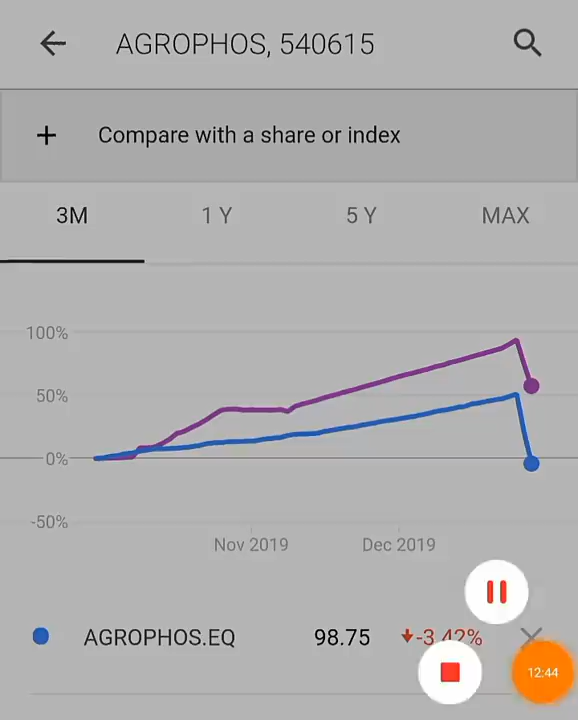 AGROPHOS, 540615
Compare with a share or index
3M 1 Y 5 Y MAX
100%
50%
0%
-50%
Nov 2019 Dec 2019
AGROPHOS.EQ 98.75 -3.42%
12:44